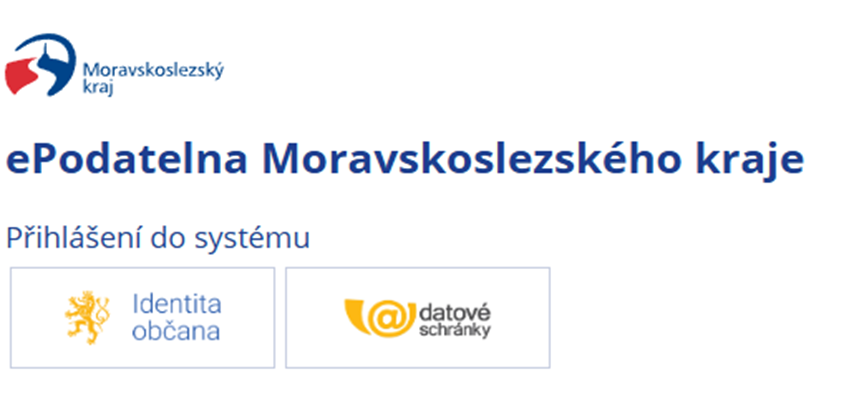 Moravskoslezský
kraj
ePodatelna Moravskoslezského kraje
Přihlášení do systému
Identita
občana
datové
schránky